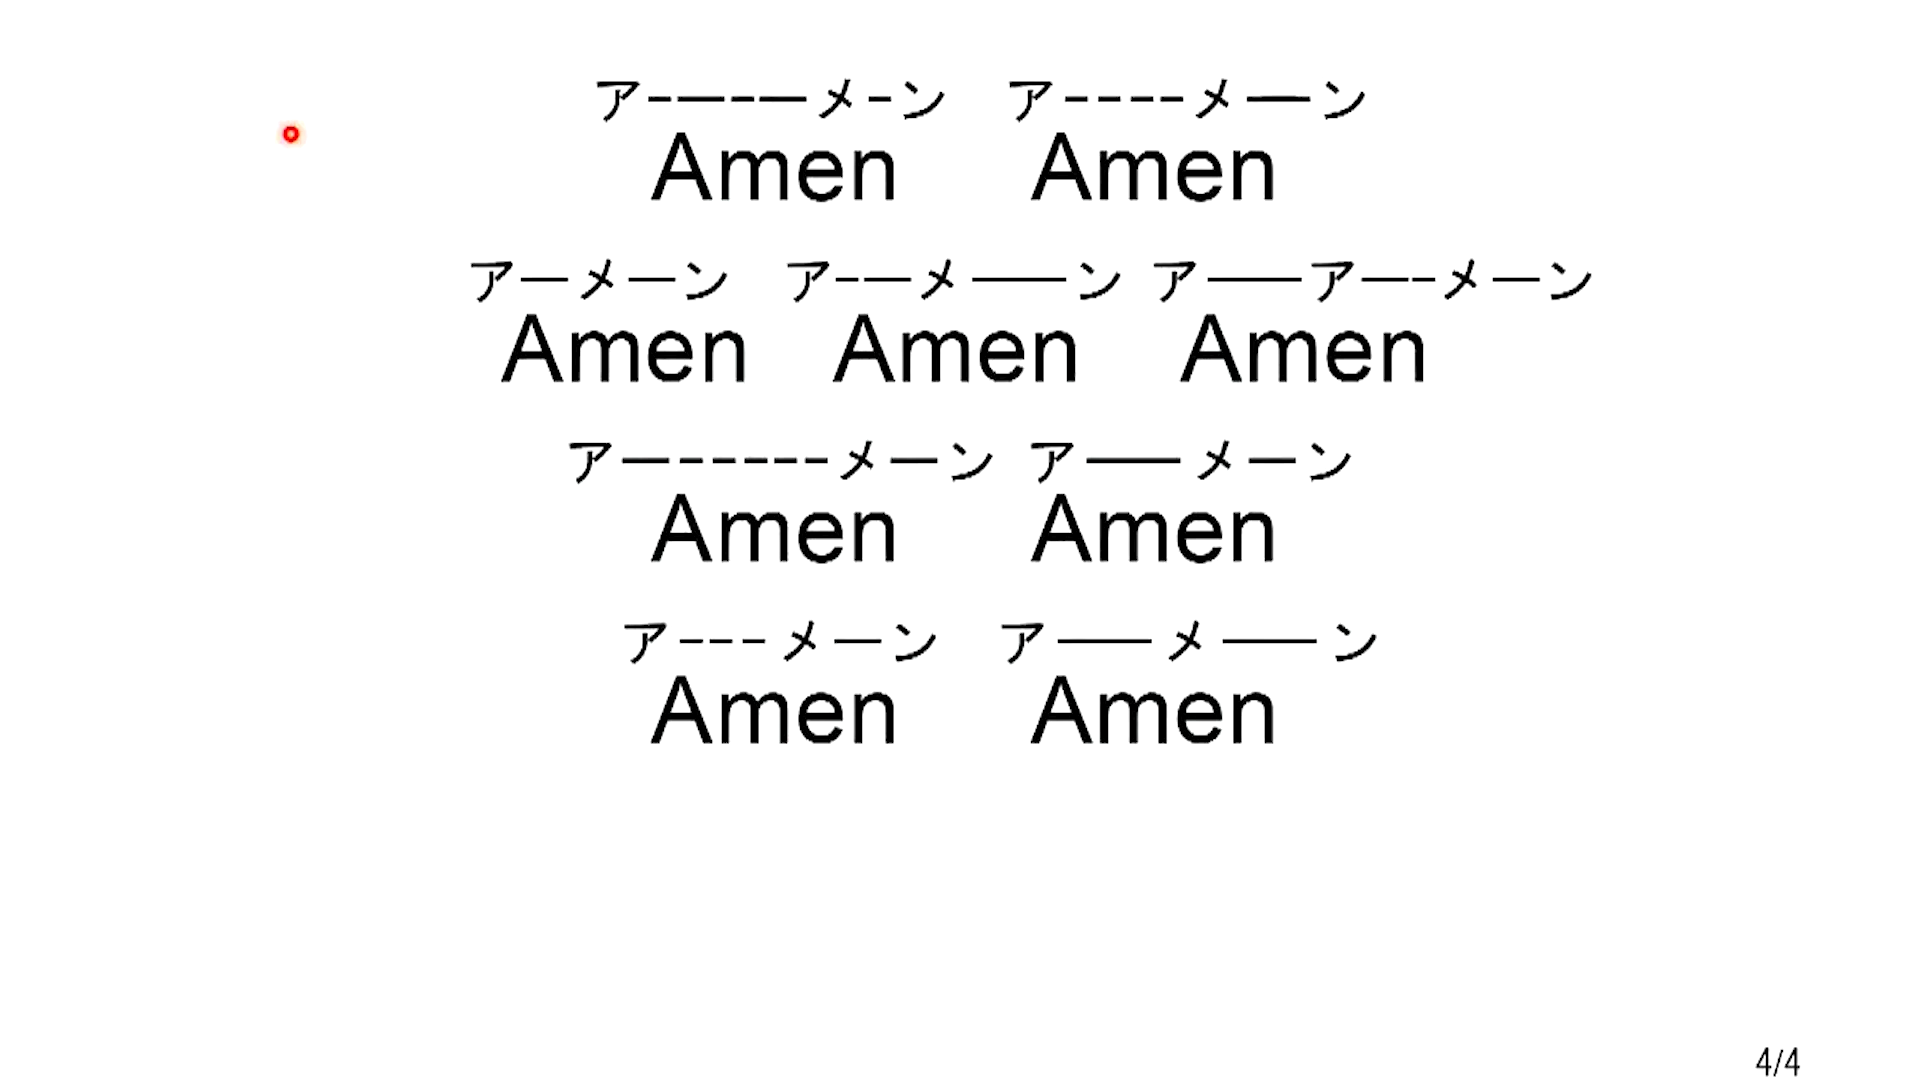 ア-—-—メ-ン ア----メ—ン
Amen Amen
ア—メ—ン ア-—メ——ン ア——ア—-メ—ン
Amen Amen Amen
ア—-----メ—ン ア——メ—ン
Amen Amen
ア---メ—ン ア——メ——ン
Amen Amen
4/4